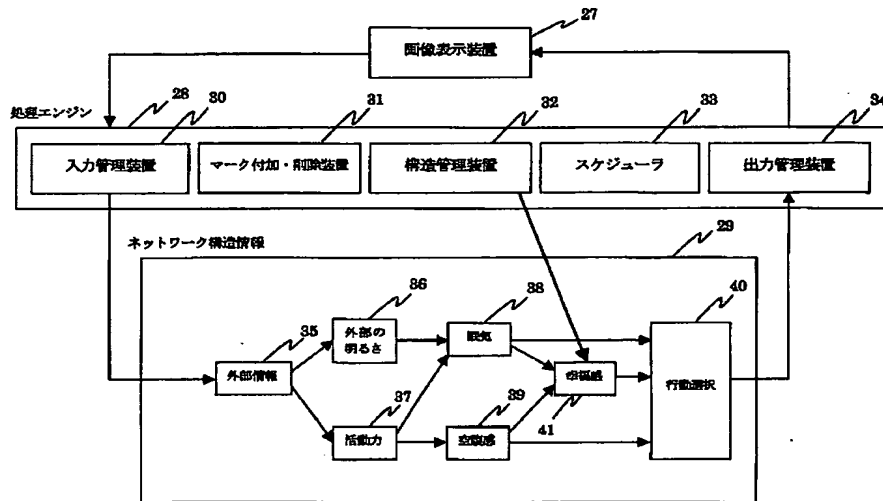 27
画像表示装置
処理エンジン
28
30
31
32
33
34
入力管理装置
マーク付加・削除装置
構造管理装置
スケジューラ
出力管理装置
ネットワーク構造情報
29
35
36
38
40
外部情報
外部の
明るさ
眠気
幸福感
行動選択
37
39
41
活動力
空腹感